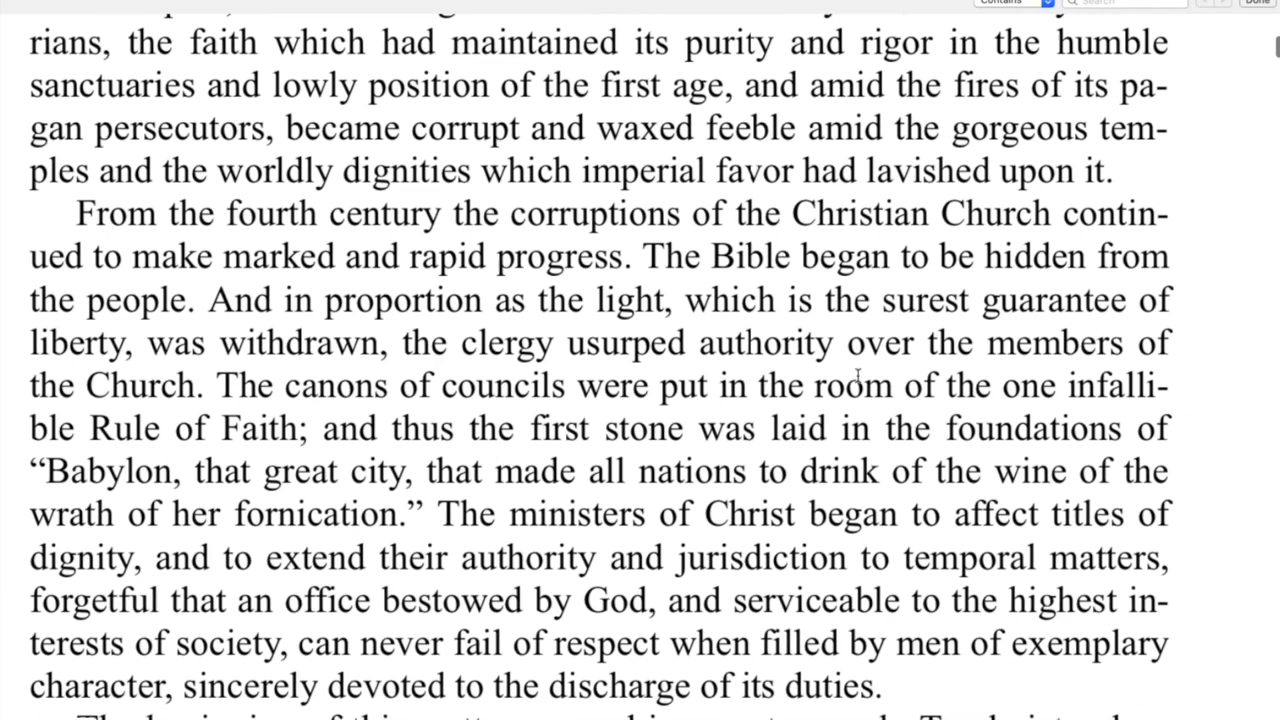 Contains
Search
Done
rians, the faith which had maintained its purity and rigor in the humble
sanctuaries and lowly position of the first age, and amid the fires of its pa-
gan persecutors, became corrupt and waxed feeble amid the gorgeous tem-
ples and the worldly dignities which imperial favor had lavished upon it.
From the fourth century the corruptions of the Christian Church contin-
ued to make marked and rapid progress. The Bible began to be hidden from
the people. And in proportion as the light, which is the surest guarantee of
liberty, was withdrawn, the clergy usurped authority over the members of
the Church. The canons of councils were put in the room of the one infalli-
ble Rule of Faith; and thus the first stone was laid in the foundations of
“Babylon, that great city, that made all nations to drink of the wine of the
wrath of her fornication.” The ministers of Christ began to affect titles of
dignity, and to extend their authority and jurisdiction to temporal matters,
forgetful that an office bestowed by God, and serviceable to the highest in-
terests of society, can never fail of respect when filled by men of exemplary
character, sincerely devoted to the discharge of its duties.